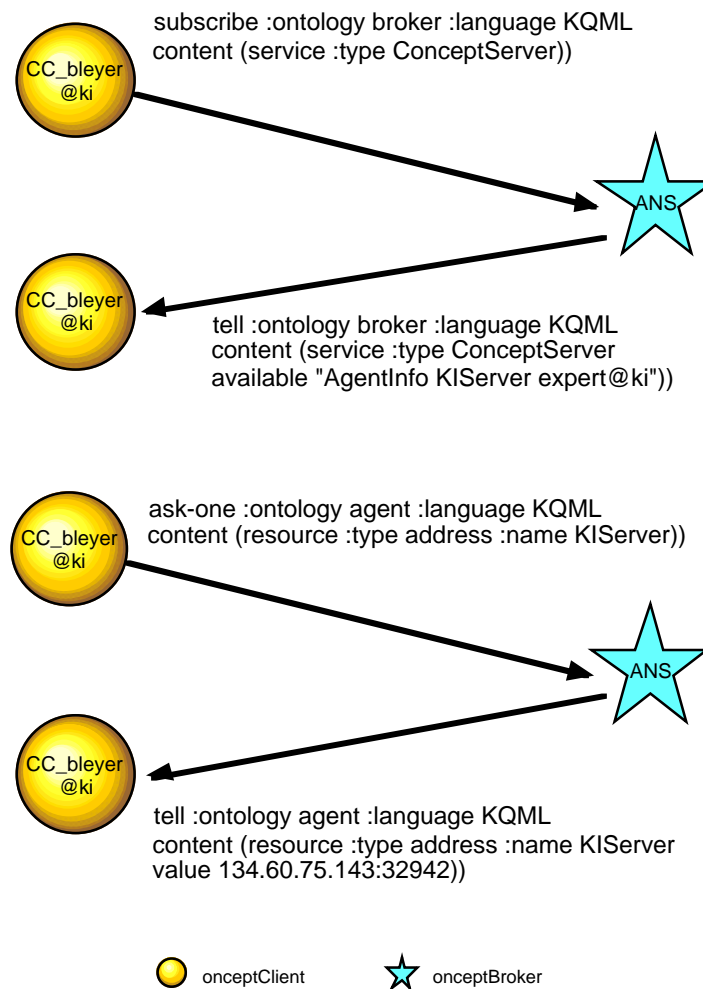 subscribe :ontology broker :language KQML
content (service :type ConceptServer))
CC_bleyer
@ki
ANS
CC_bleyer
@ki
tell :ontology broker :language KQML
content (service :type ConceptServer
available "AgentInfo KIServer expert@ki"))
ask-one :ontology agent :language KQML
content (resource :type address :name KIServer))
CC_bleyer
@ki
ANS
CC_bleyer
@ki
tell :ontology agent :language KQML
content (resource :type address :name KIServer
value 134.60.75.143:32942))
onceptClient
onceptBroker